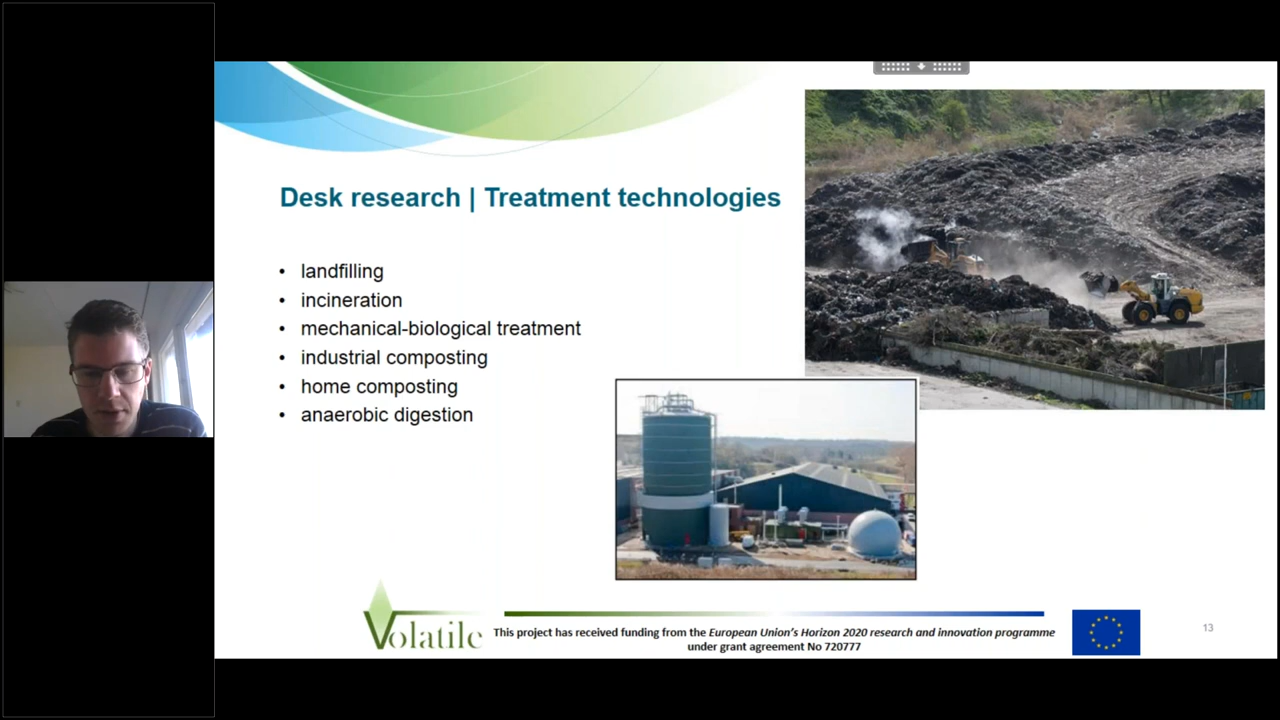 Desk research | Treatment technologies
• landfilling
• incineration
• mechanical-biological treatment
• industrial composting
• home composting
• anaerobic digestion
Volatile
This project has received funding from the European Union's Horizon 2020 research and innovation programme
under grant agreement No 720777
13